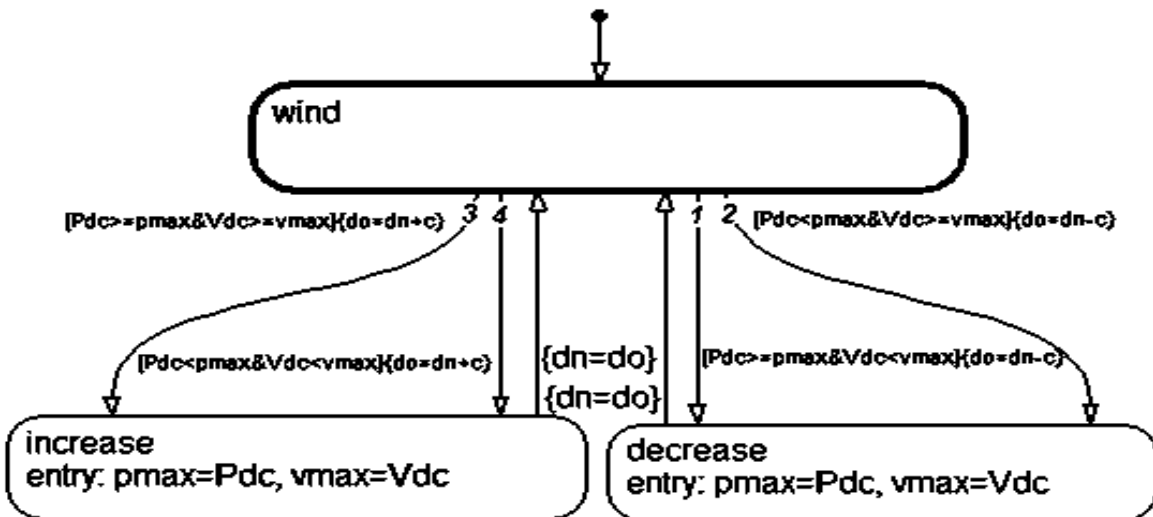 wind
3 4 1 2
[Pdc>=pmax&Vdc>=vmax]{do=dn+c}
[Pdc<pmax&Vdc>=vmax]{do=dn-c}
[Pdc<pmax&Vdc<vmax]{do=dn+c}
{dn=do}
[Pdc>=pmax&Vdc<vmax]{do=dn-c}
{dn=do}
increase
entry: pmax=Pdc, vmax=Vdc
decrease
entry: pmax=Pdc, vmax=Vdc